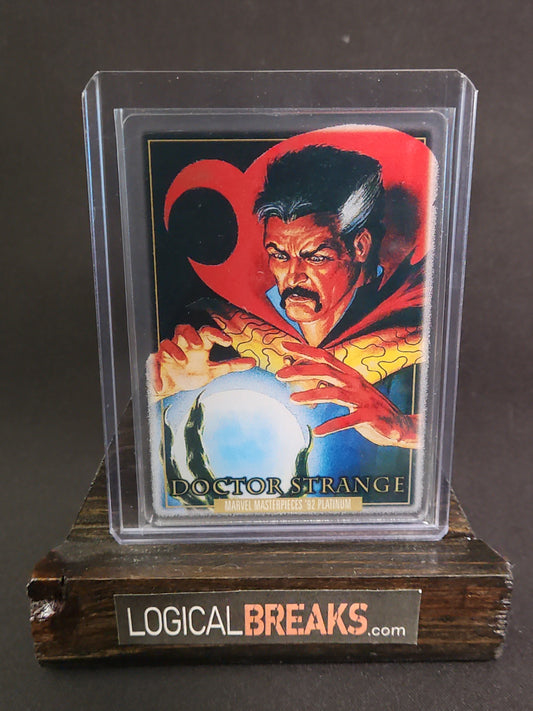 DOCTOR STRANGE
MARVEL MASTERPIECES '92 PLATINUM
LOGICALBREAKS.com